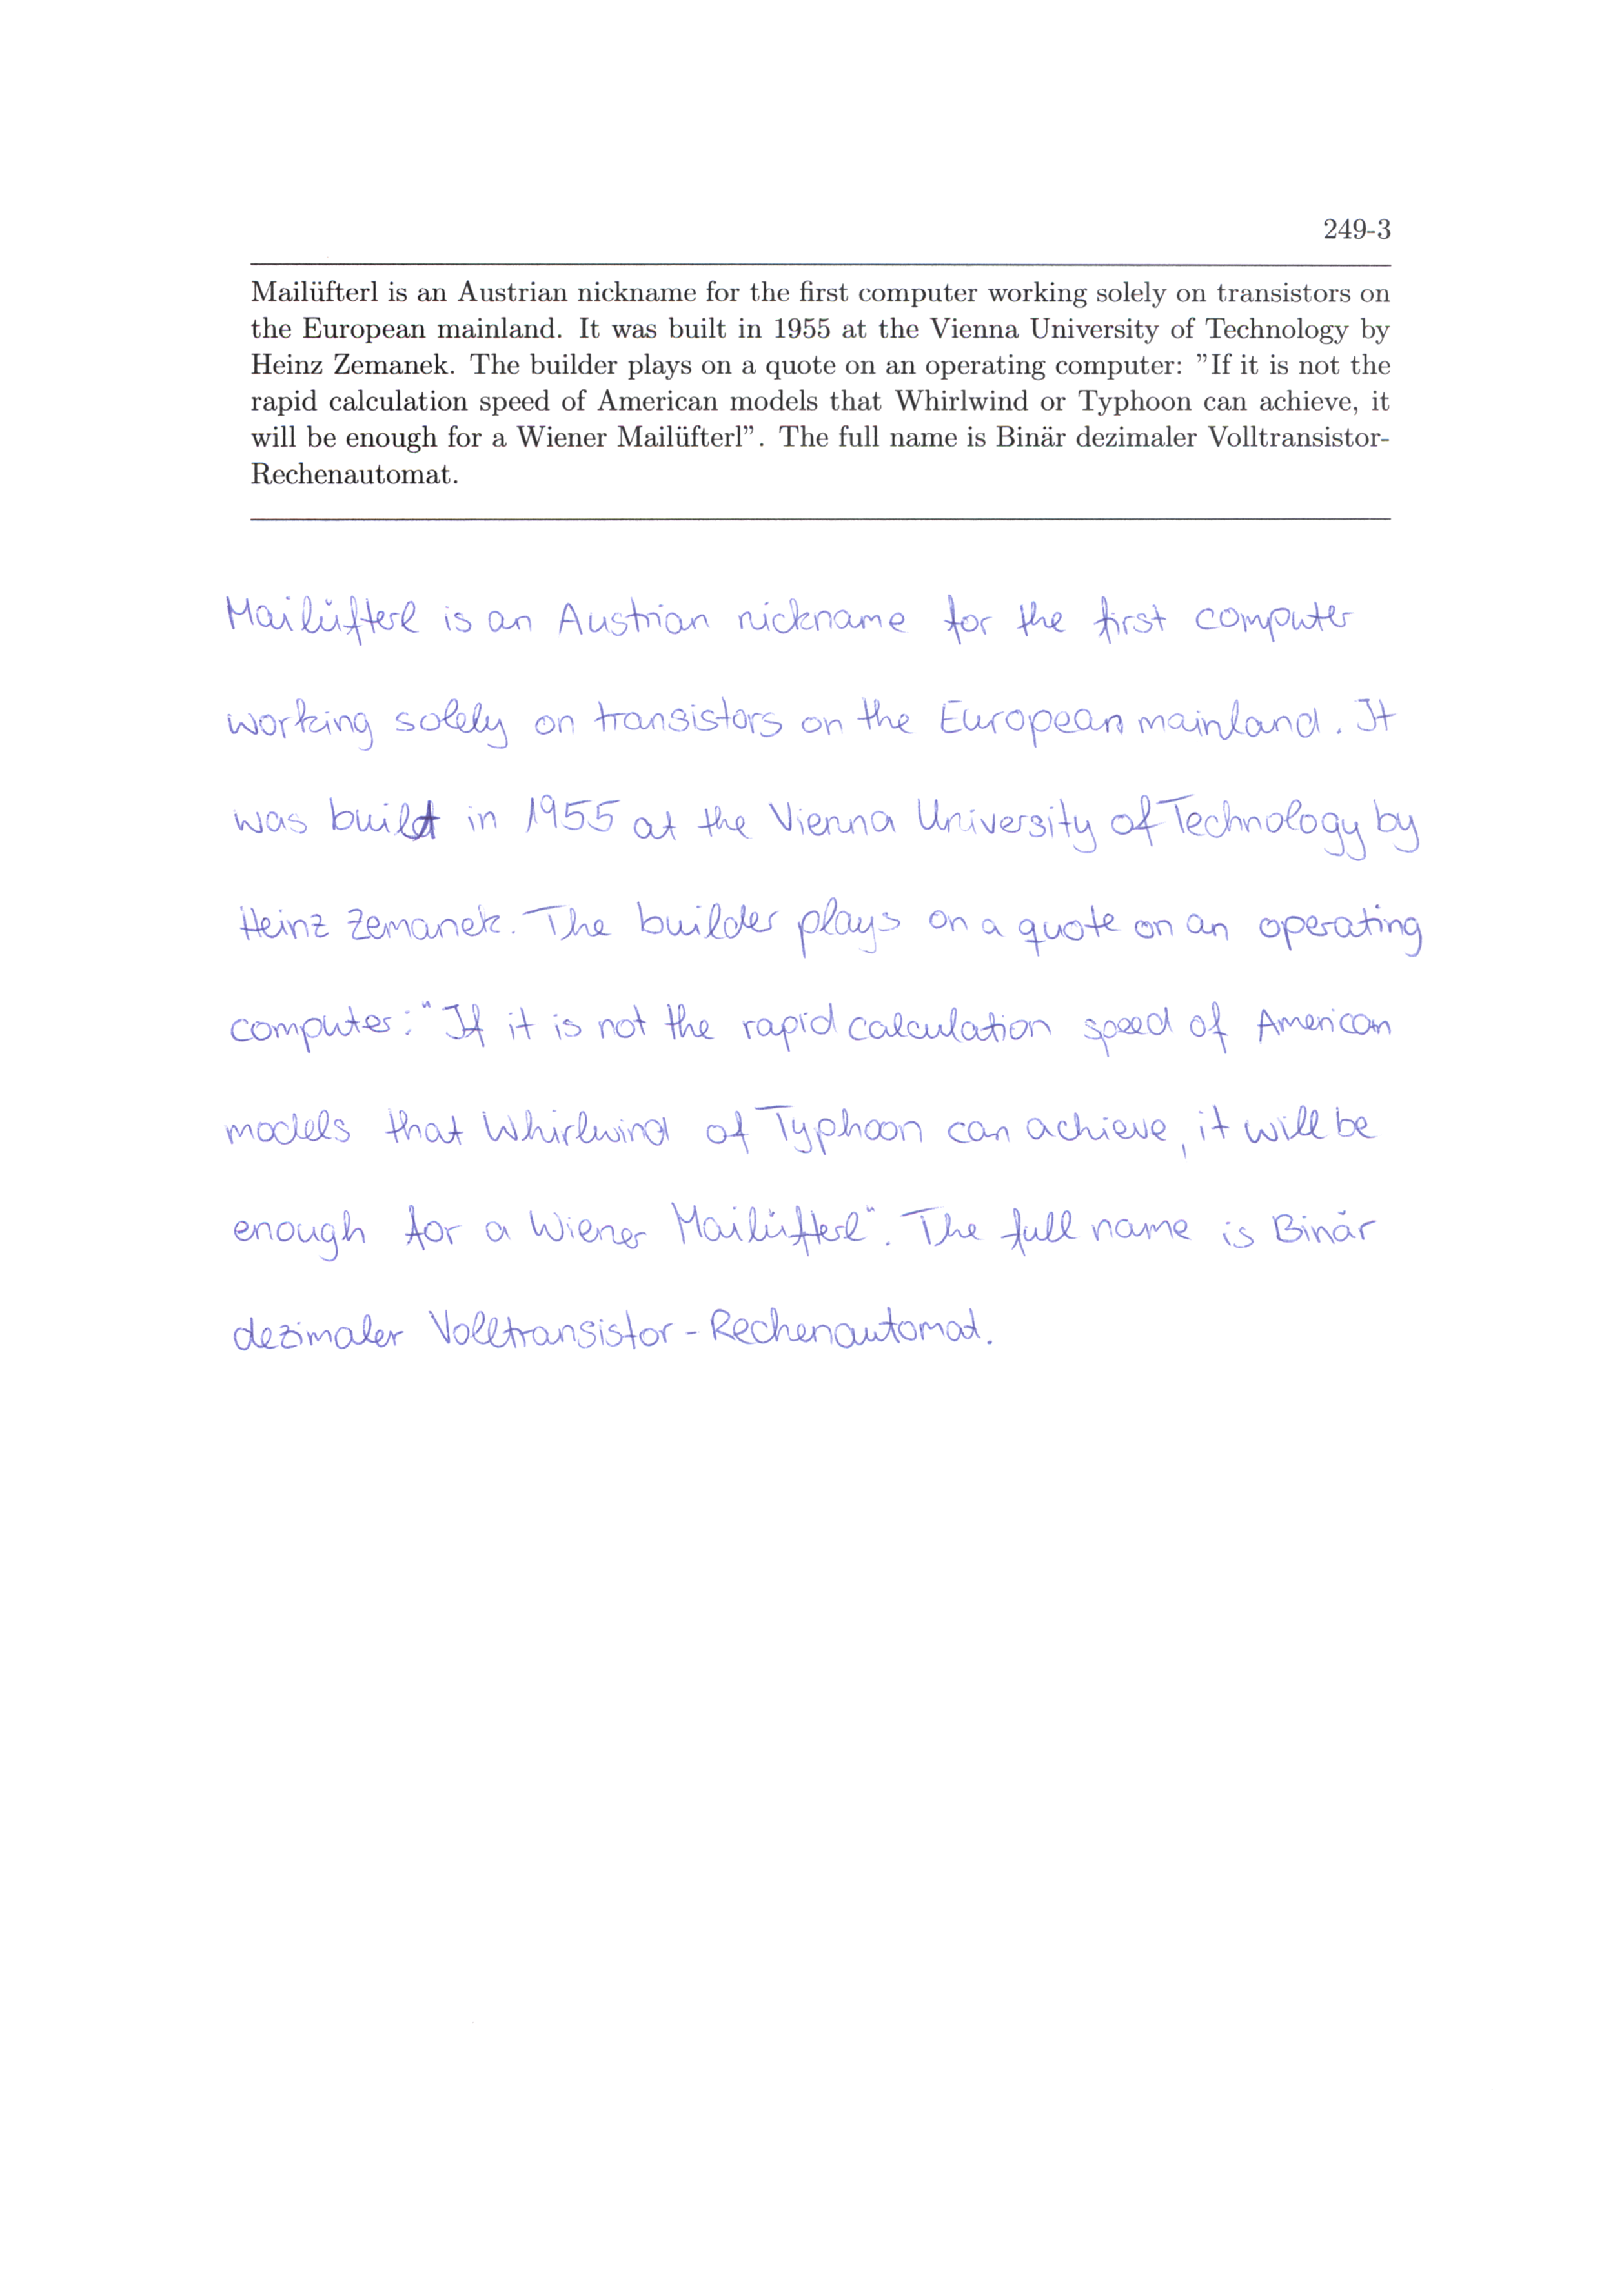 249-3
Mailüfterl is an Austrian nickname for the first computer working solely on transistors on
the European mainland. It was built in 1955 at the Vienna University of Technology by
Heinz Zemanek. The builder plays on a quote on an operating computer: ”If it is not the
rapid calculation speed of American models that Whirlwind or Typhoon can achieve, it
will be enough for a Wiener Mailüfterl”. The full name is Binär dezimaler Volltransistor-
Rechenautomat.
Mailüfterl is an Austrian nickname for the first computer
working solely on transistors on the European mainland. It
was built in 1955 at the Vienna University of Technology by
Heinz Zemanek. The builder plays on a quote on an operating
computer: "If it is not the rapid calculation speed of American
models that Whirlwind of Typhoon can achieve, it will be
enough for a Wiener Mailüfterl". The full name is Binär
dezimaler Volltransistor-Rechenautomat.